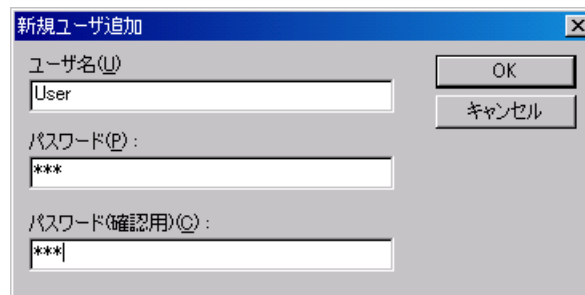 新規ユーザ追加
ユーザ名(U)
User
OK
キャンセル
パスワード(P):
***
パスワード(確認用)(C):
***